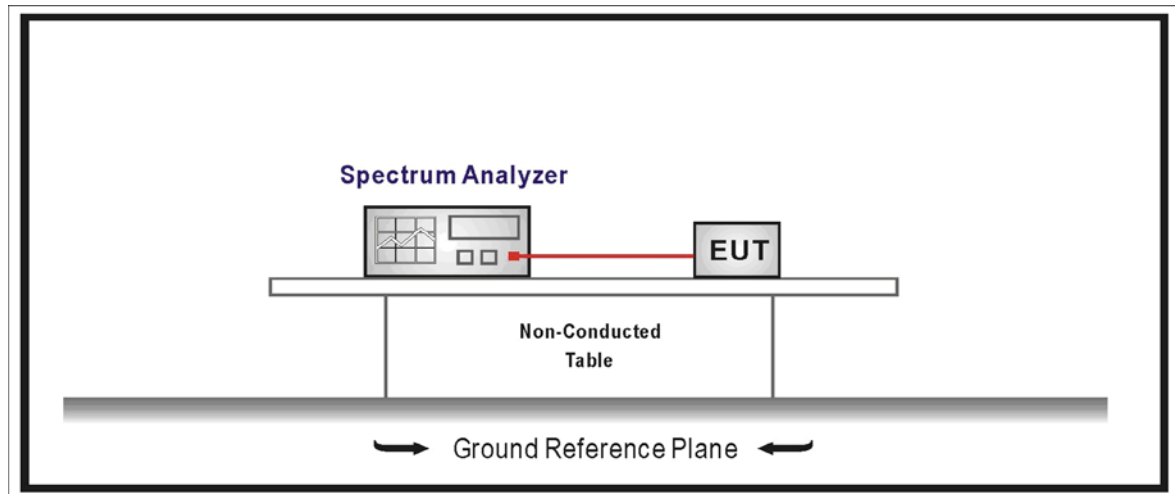 Spectrum Analyzer
EUT
Non-Conducted
Table
Ground Reference Plane